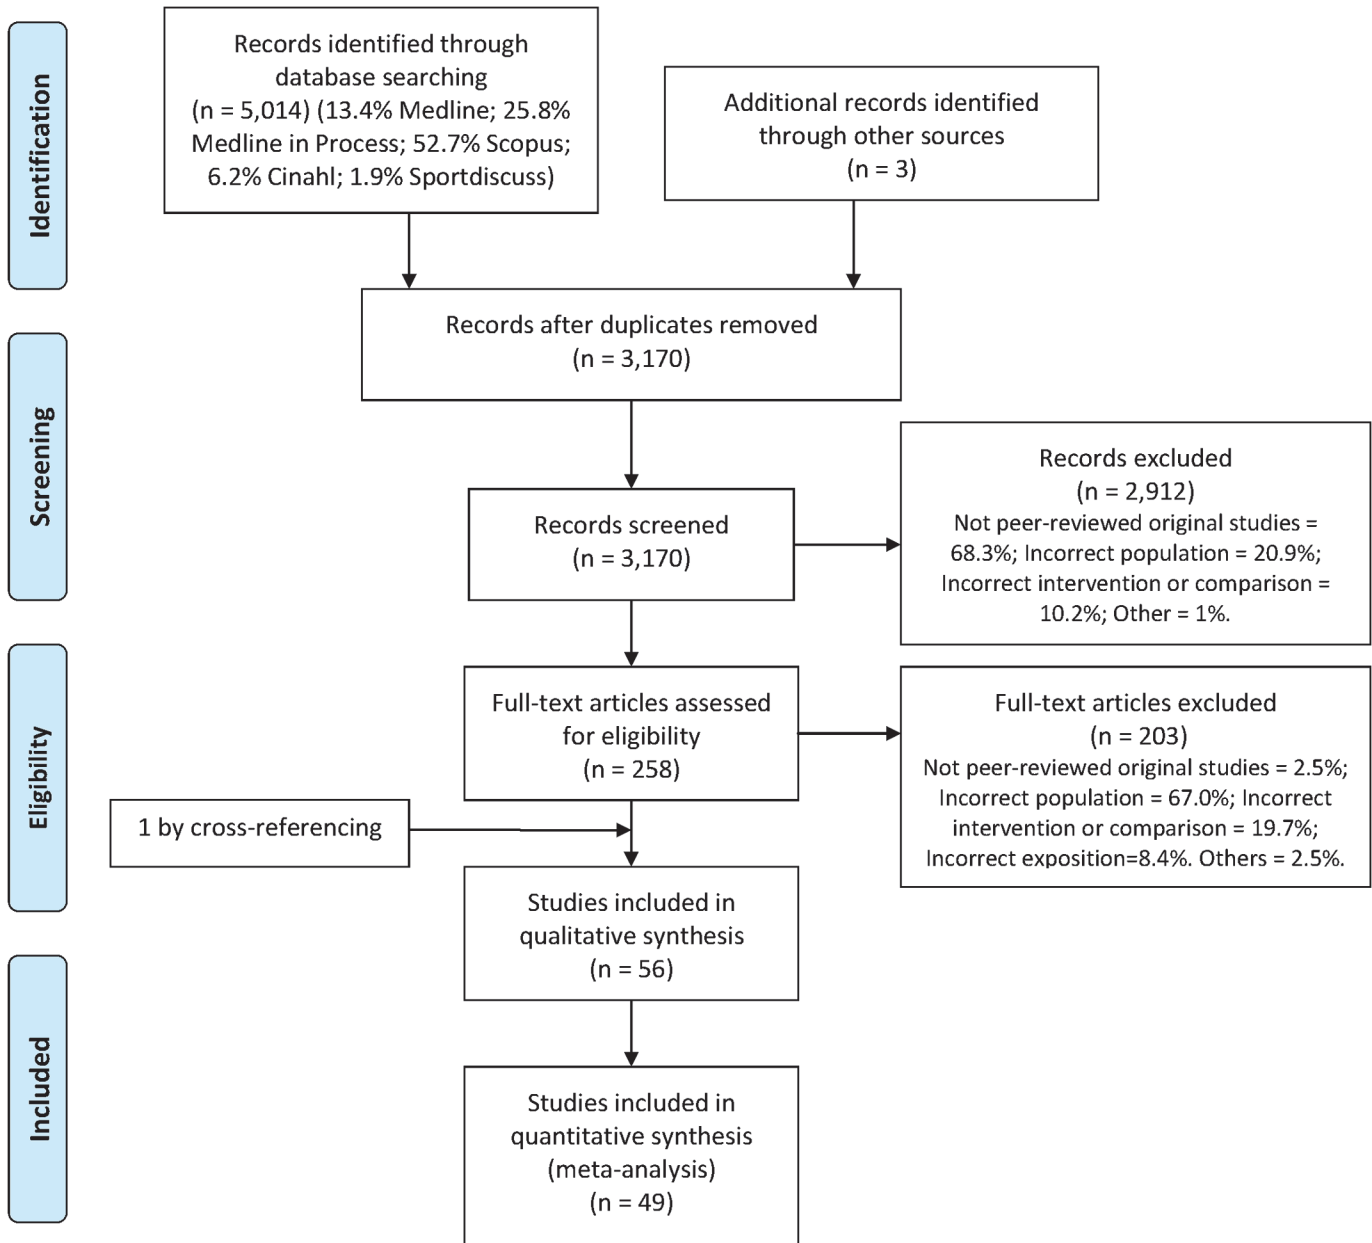 Identification
Records identified through
database searching
(n = 5,014) (13.4% Medline; 25.8%
Medline in Process; 52.7% Scopus;
6.2% Cinahl; 1.9% Sportdiscuss)
Additional records identified
through other sources
(n = 3)
Records after duplicates removed
(n = 3,170)
Screening
Records screened
(n = 3,170)
Records excluded
(n = 2,912)
Not peer-reviewed original studies =
68.3%; Incorrect population = 20.9%;
Incorrect intervention or comparison =
10.2%; Other = 1%.
Eligibility
Full-text articles assessed
for eligibility
(n = 258)
Full-text articles excluded
(n = 203)
Not peer-reviewed original studies = 2.5%;
Incorrect population = 67.0%; Incorrect
intervention or comparison = 19.7%;
Incorrect exposition=8.4%. Others = 2.5%.
1 by cross-referencing
Studies included in
qualitative synthesis
(n = 56)
Included
Studies included in
quantitative synthesis
(meta-analysis)
(n = 49)